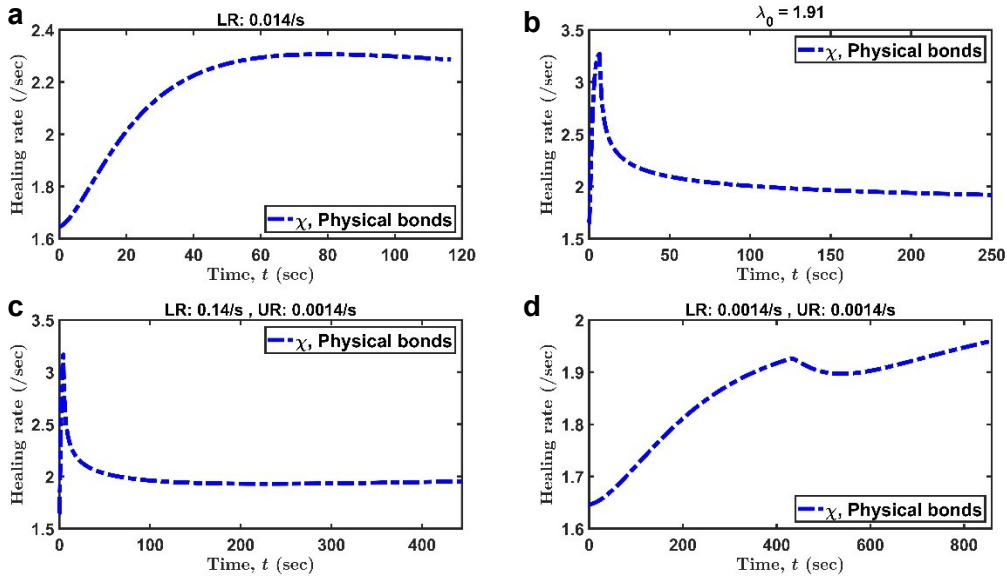 a
LR: 0.014/s
2.4
2.2
2
1.8
1.6
Healing rate (/sec)
χ, Physical bonds
0 20 40 60 80 100 120
Time, t (sec)
b
λ0 = 1.91
3.5
3
2.5
2
1.5
Healing rate (/sec)
χ, Physical bonds
0 50 100 150 200 250
Time, t (sec)
c
LR: 0.14/s , UR: 0.0014/s
3.5
3
2.5
2
1.5
Healing rate (/sec)
χ, Physical bonds
0 100 200 300 400
Time, t (sec)
d
LR: 0.0014/s , UR: 0.0014/s
2
1.9
1.8
1.7
1.6
Healing rate (/sec)
χ, Physical bonds
0 200 400 600 800
Time, t (sec)